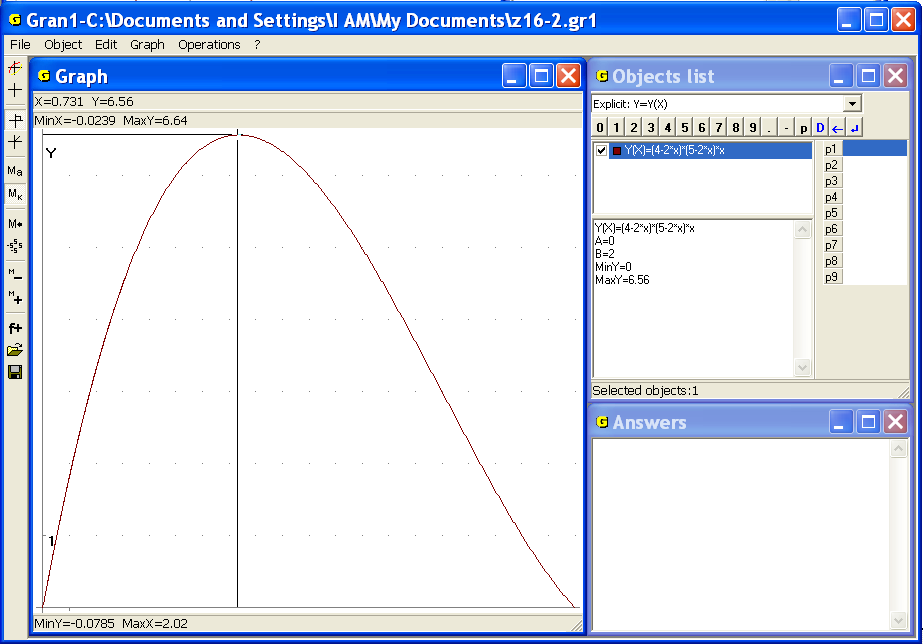 Gran1-C:\Documents and Settings\I AM\My Documents\z16-2.gr1
File Object Edit Graph Operations ?
Graph
X=0.731 Y=6.56
MinX=-0.0239 MaxY=6.64
Y
1
MinY=-0.0785 MaxX=2.02
Ma
Mк
M
M
M
f+
Objects list
Explicit: Y=Y(X)
0 1 2 3 4 5 6 7 8 9 . - p D ← ↵
Y(X)=(4-2*x)*(5-2*x)*x
Y(X)=(4-2*x)*(5-2*x)*x
A=0
B=2
MinY=0
MaxY=6.56
p1
p2
p3
p4
p5
p6
p7
p8
p9
Selected objects:1
Answers